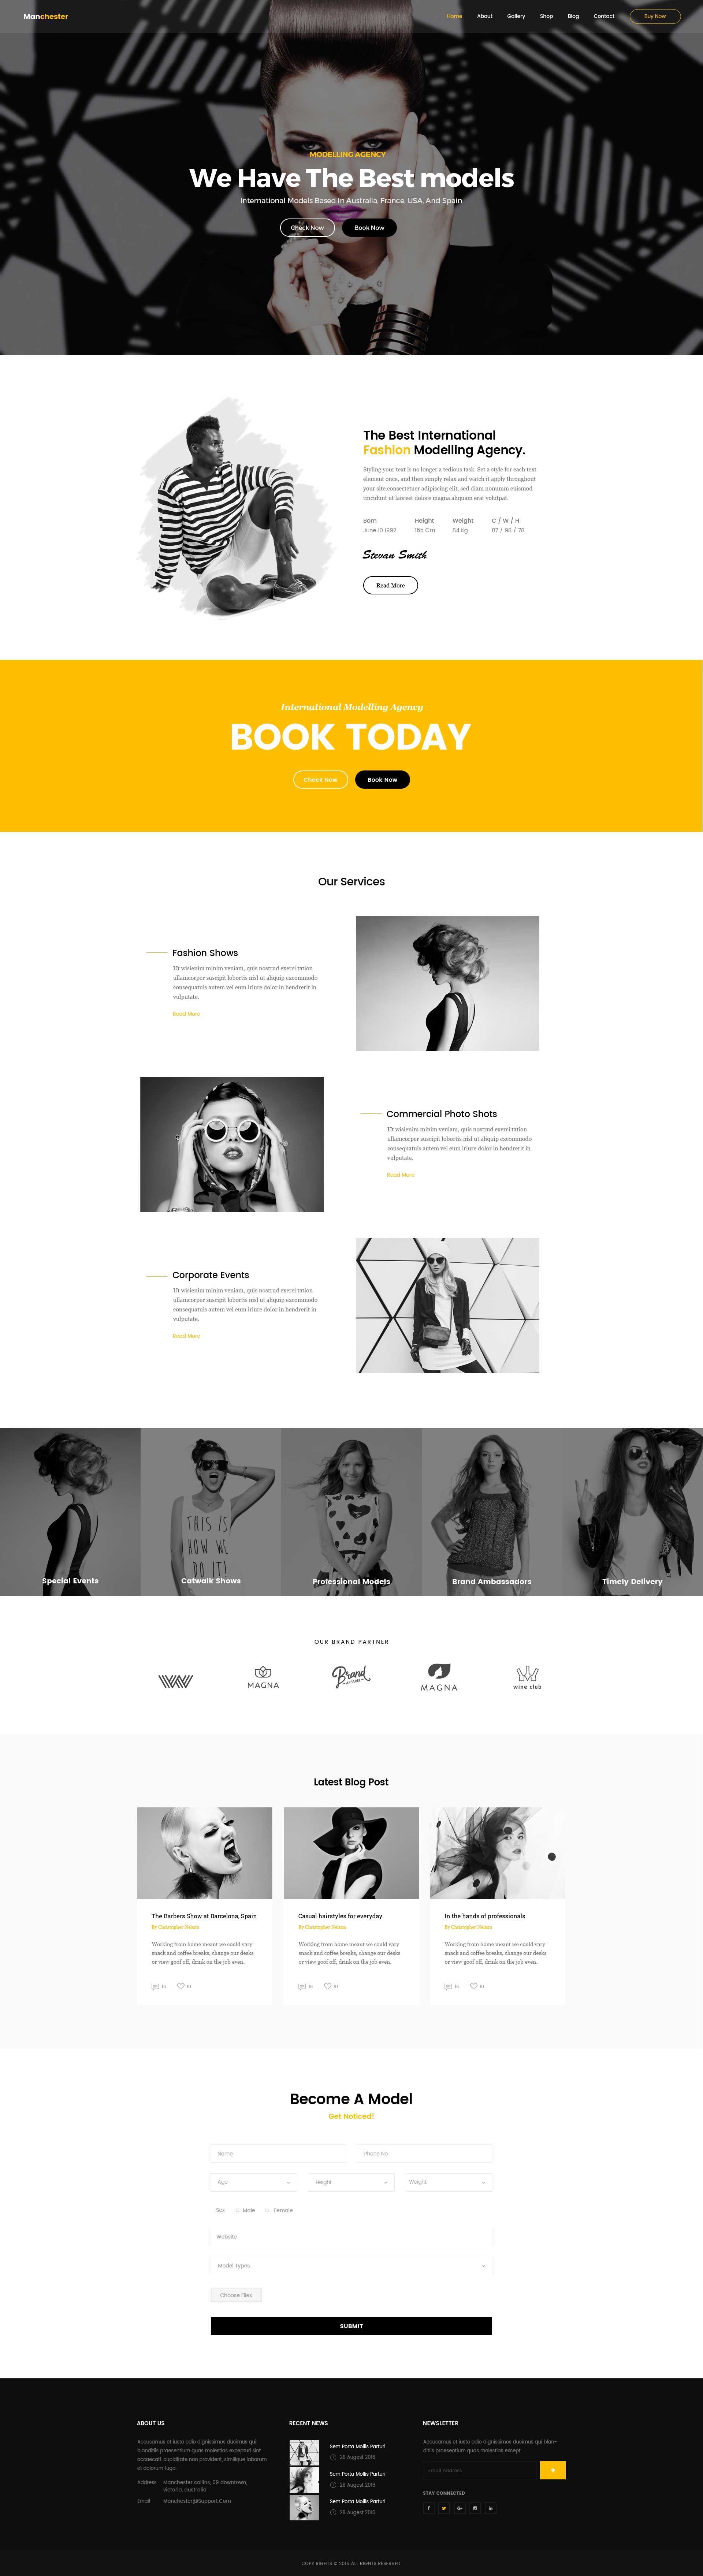 Manchester
Home About Gallery Shop Blog Contact Buy Now
MODELLING AGENCY
We Have The Best models
International Models Based In Australia, France, USA, And Spain
Check Now Book Now
The Best International
Fashion Modelling Agency.
Styling your text is no longer a tedious task. Set a style for each text
element once, and then simply relax and watch it apply throughout
your site.consectetuer adipiscing elit, sed diam nonumm euismod
tincidunt ut laoreet dolore magna aliquam erat volutpat.
Born Height Weight C / W / H
June 10 1992 165 Cm 54 Kg 87 / 98 / 78
Stevan Smith
Read More
International Modelling Agency
BOOK TODAY
Check Now Book Now
Our Services
Fashion Shows
Ut wisienim minim veniam, quis nostrud exerci tation
ullamcorper suscipit lobortis nisl ut aliquip excommodo
consequatuis autem vel eum iriure dolor in hendrerit in
vulputate.
Read More
Commercial Photo Shots
Ut wisienim minim veniam, quis nostrud exerci tation
ullamcorper suscipit lobortis nisl ut aliquip excommodo
consequatuis autem vel eum iriure dolor in hendrerit in
vulputate.
Read More
Corporate Events
Ut wisienim minim veniam, quis nostrud exerci tation
ullamcorper suscipit lobortis nisl ut aliquip excommodo
consequatuis autem vel eum iriure dolor in hendrerit in
vulputate.
Read More
THIS IS
HOW WE
DO IT!
Special Events Catwalk Shows Professional Models Brand Ambassadors Timely Delivery
OUR BRAND PARTNER
MAGNA
Brand
APPAREL
MAGNA
wine club
Latest Blog Post
The Barbers Show at Barcelona, Spain
By Christopher Nelson
Working from home meant we could vary
snack and coffee breaks, change our desks
or view goof off, drink on the job even.
10 10
Casual hairstyles for everyday
By Christopher Nelson
Working from home meant we could vary
snack and coffee breaks, change our desks
or view goof off, drink on the job even.
10 10
In the hands of professionals
By Christopher Nelson
Working from home meant we could vary
snack and coffee breaks, change our desks
or view goof off, drink on the job even.
10 10
Become A Model
Get Noticed!
Name Phone No
Age Height Weight
Sex Male Female
Website
Model Types
Choose Files
SUBMIT
ABOUT US
Accusamus et iusto odio dignissimos ducimus qui
blanditiis praesentium quas molestias excepturi sint
occaecati cupiditate non provident, similique laborum
et dolorum fuga.
Address Manchester collins, 09 downtown,
victoria, australia
Email Manchester@Support.Com
RECENT NEWS
Sem Porta Mollis Parturi
28 August 2016
Sem Porta Mollis Parturi
28 August 2016
Sem Porta Mollis Parturi
28 August 2016
NEWSLETTER
Accusamus et iusto odio dignissimos ducimus qui blan-
ditiis praesentium quas molestias except
Email Address
STAY CONNECTED
COPY RIGHTS © 2016 ALL RIGHTS RESERVED.